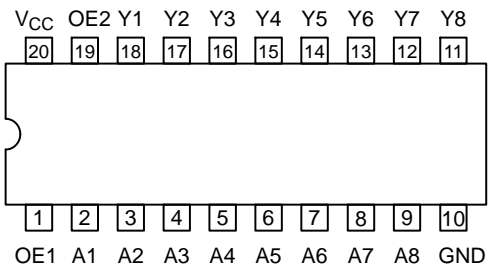 VCC OE2 Y1 Y2 Y3 Y4 Y5 Y6 Y7 Y8
20 19 18 17 16 15 14 13 12 11
1 2 3 4 5 6 7 8 9 10
OE1 A1 A2 A3 A4 A5 A6 A7 A8 GND